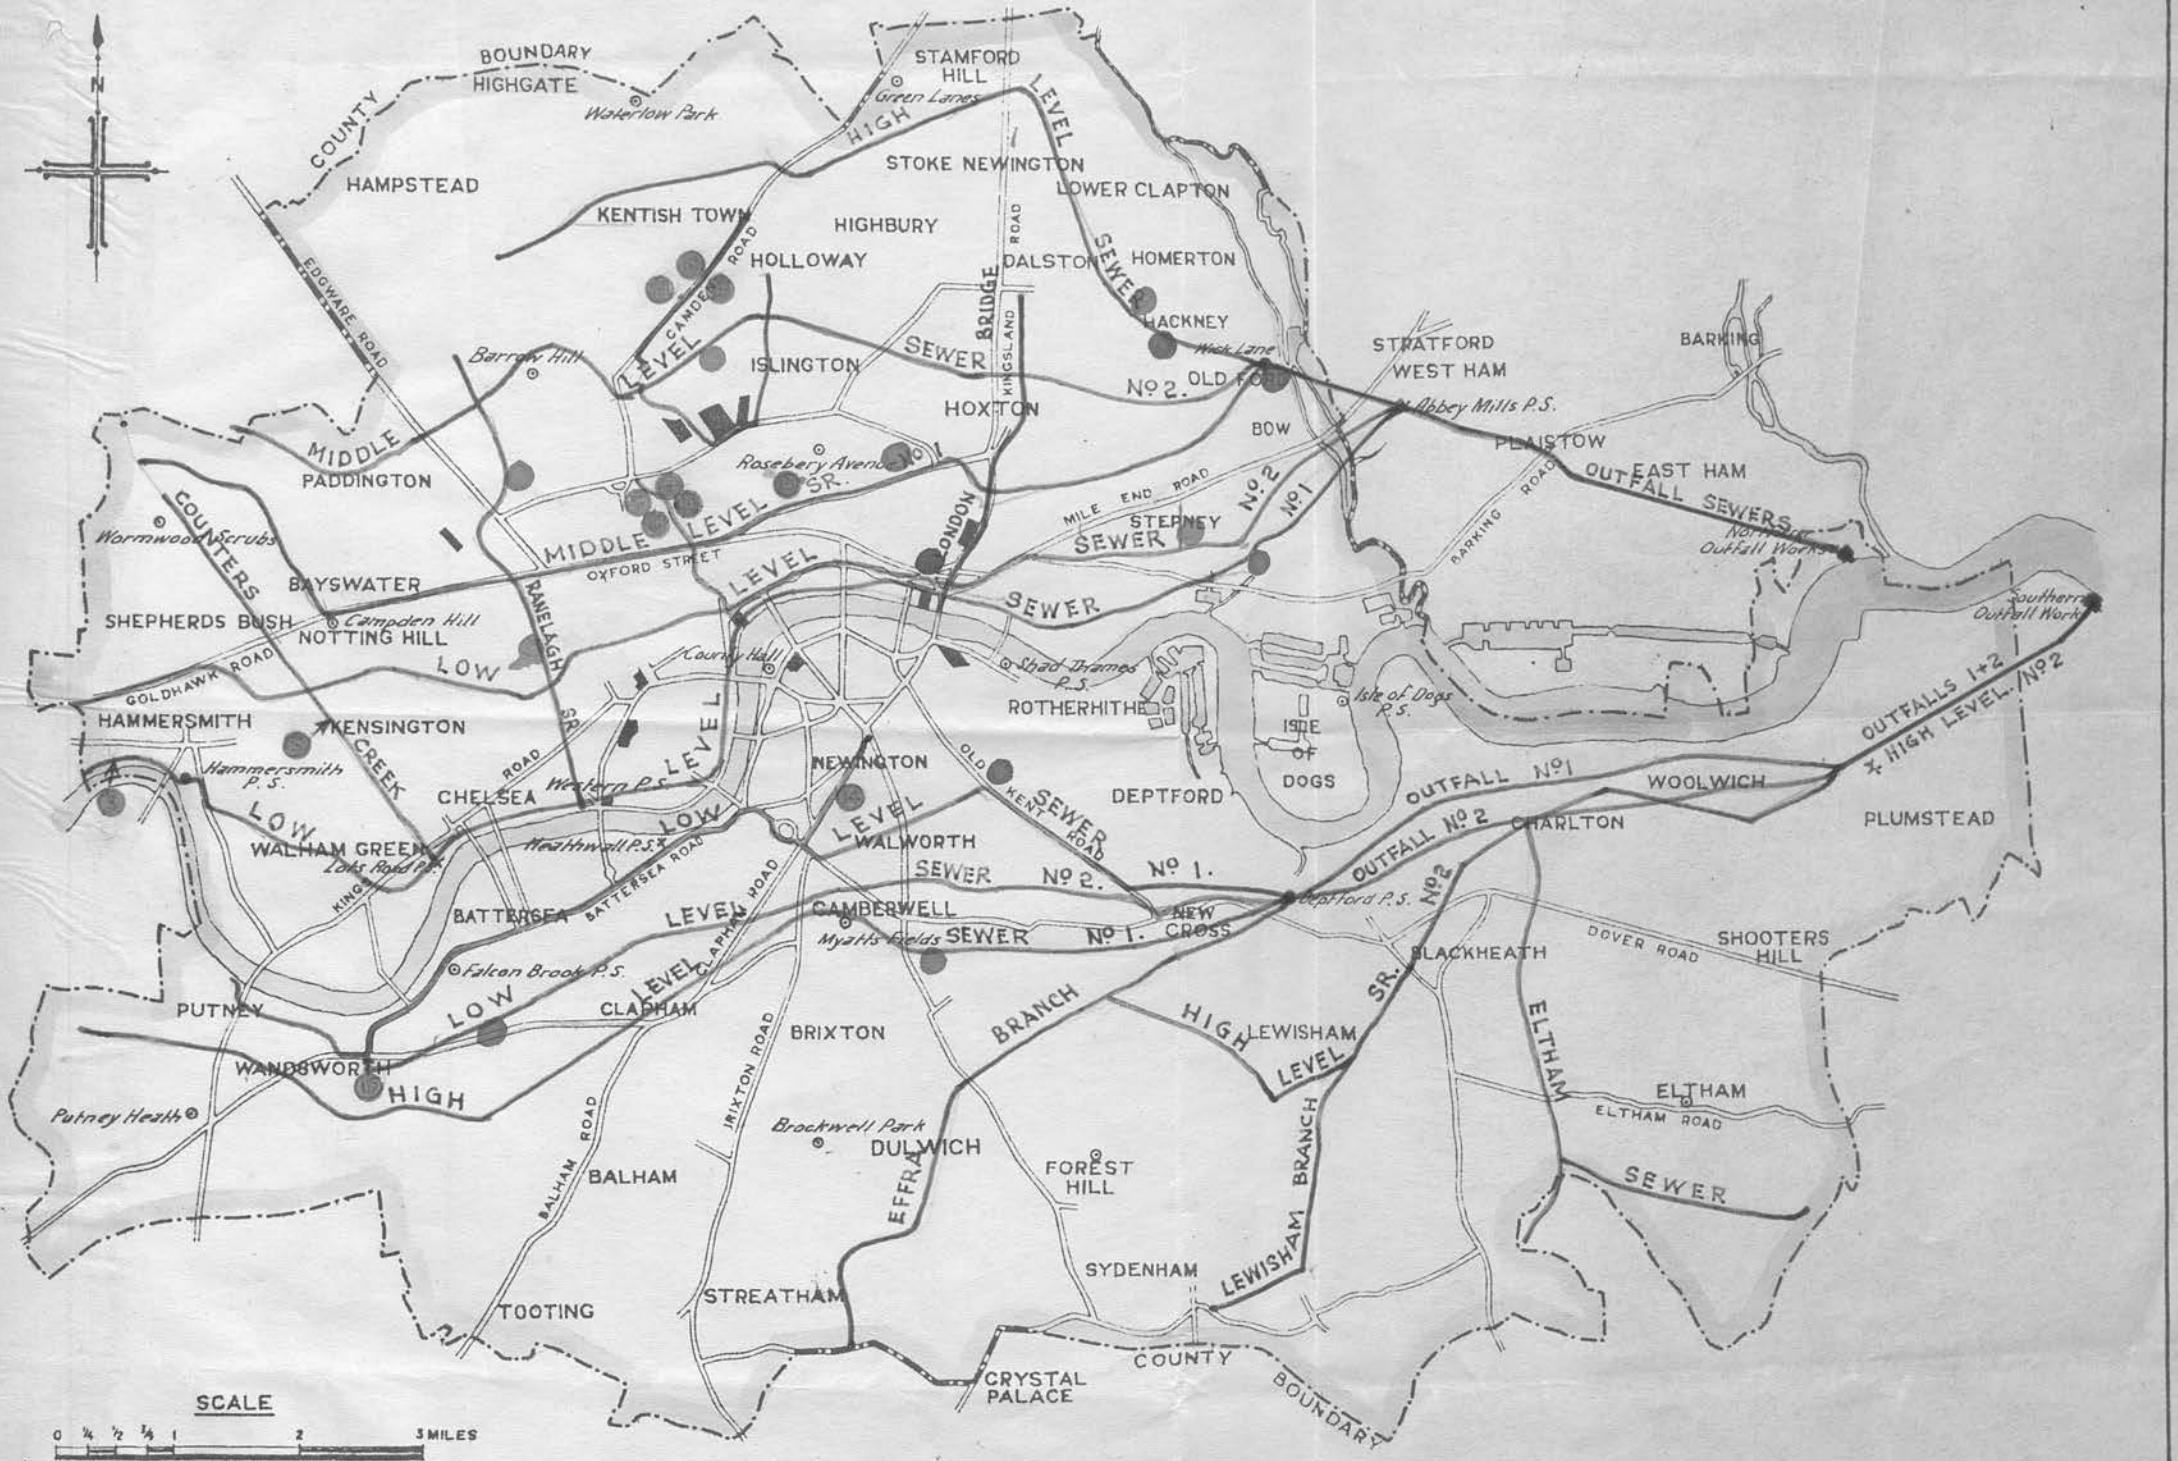 N
COUNTY
BOUNDARY
HIGHGATE
Waterlow Park
STAMFORD
HILL
Green Lanes
HIGH
LEVEL
SEWER
HAMPSTEAD
STOKE NEWINGTON
LOWER CLAPTON
KENTISH TOWN
HIGHBURY
ROAD
ROAD
HOLLOWAY
DALSTON
HOMERTON
EDGWARE ROAD
CAMDEN
BRIDGE
KINGSLAND
HACKNEY
Barrow Hill
LEVEL
ISLINGTON
SEWER
Wick Lane
STRATFORD
WEST HAM
BARKING
No 2.
OLD FORD
HOXTON
BOW
Abbey Mills P.S.
MIDDLE
PADDINGTON
Rosebery Avenue
No 1
SR.
PLAISTOW
EAST HAM
OUTFALL SEWERS
COUNTERS
Wormwood Scrubs
MIDDLE LEVEL
OXFORD STREET
LONDON
MILE END ROAD
STEPNEY
SEWER
No. 2
No. 1
BARKING ROAD
Northern
Outfall Works
BAYSWATER
RANELAGH
SR.
LEVEL
SEWER
SHEPHERDS BUSH
Campden Hill
NOTTING HILL
GOLDHAWK ROAD
LOW
County Hall
Shad Thames
P.S.
Southern
Outfall Work
HAMMERSMITH
KENSINGTON
CREEK
ROTHERHITHE
Isle of Dogs
P.S.
ISLE
OF
DOGS
OUTFALLS 1+2
& HIGH LEVEL No 2
Hammersmith
P.S.
ROAD
LEVEL
NEWINGTON
OLD
KENT
ROAD
SEWER
DEPTFORD
OUTFALL No 1
WOOLWICH
Western P.S.
CHELSEA
LOW
WALHAM GREEN
Lots Road P.S.
KINGS
Heathwall P.S.
LOW
LEVEL
WALWORTH
OUTFALL No 2
CHARLTON
PLUMSTEAD
BATTERSEA
BATTERSEA ROAD
LEVEL
SEWER
No 2.
No 1.
No 2
CAMBERWELL
Myatts Fields
SEWER
No 1.
NEW
CROSS
Deptford P.S.
CLAPHAM ROAD
Falcon Brook P.S.
LOW
LEVEL
CLAPHAM
BLACKHEATH
DOVER ROAD
SHOOTERS
HILL
PUTNEY
WANDSWORTH
HIGH
BRIXTON
BRIXTON ROAD
BRANCH
HIGH
LEWISHAM
LEVEL
SR.
ELTHAM
ELTHAM
ELTHAM ROAD
Putney Heath
Brockwell Park
DULWICH
EFFRA
FOREST
HILL
BALHAM
BALHAM ROAD
LEWISHAM BRANCH
SEWER
SYDENHAM
STREATHAM
TOOTING
COUNTY
BOUNDARY
CRYSTAL
PALACE
SCALE
0 ¼ ½ ¾ 1 2 3 MILES